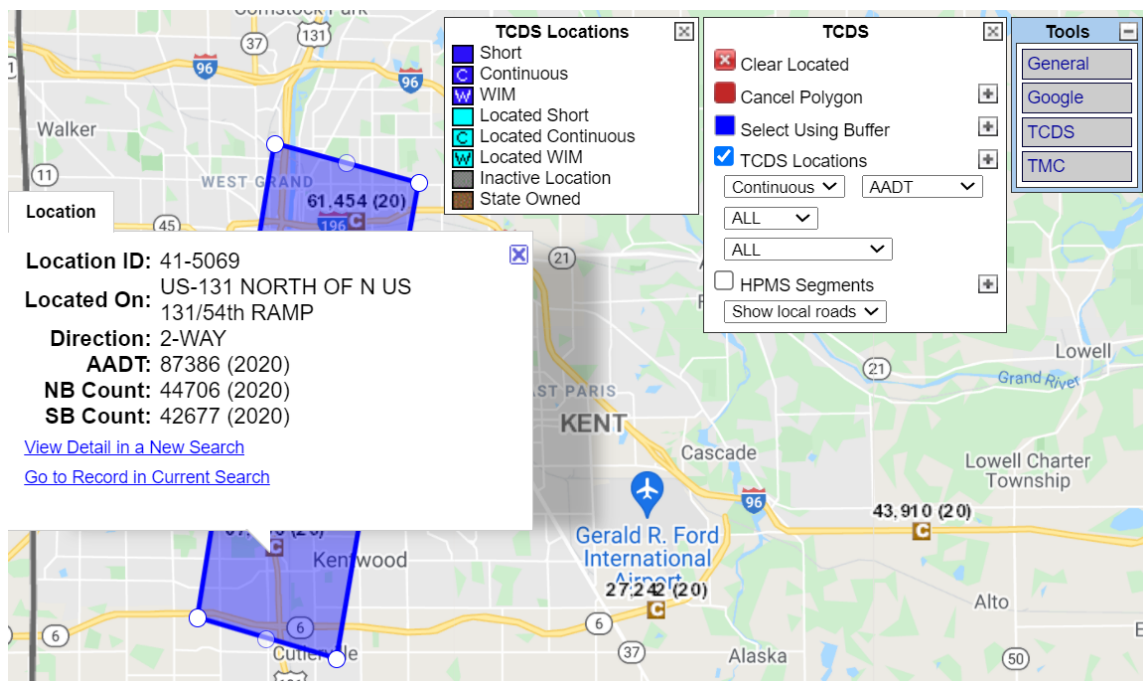 Comstock Park
37
131
96
96
Walker
11
WEST GRAND
61,454 (20)
196
C
45
TCDS Locations
Short
C Continuous
W WIM
Located Short
C Located Continuous
W Located WIM
Inactive Location
State Owned
TCDS
Clear Located
Cancel Polygon
Select Using Buffer
TCDS Locations
Continuous
AADT
ALL
ALL
HPMS Segments
Show local roads
Tools
General
Google
TCDS
TMC
Location
Location ID: 41-5069
Located On: US-131 NORTH OF N US
131/54th RAMP
Direction: 2-WAY
AADT: 87386 (2020)
NB Count: 44706 (2020)
SB Count: 42677 (2020)
View Detail in a New Search
Go to Record in Current Search
21
Lowell
21
Grand River
EAST PARIS
KENT
Cascade
96
Lowell Charter
Township
43,910 (20)
C
Gerald R. Ford
International
Airport
27,242 (20)
C
C
Kentwood
Alto
6
6
6
Cutlerville
37
Alaska
50
131